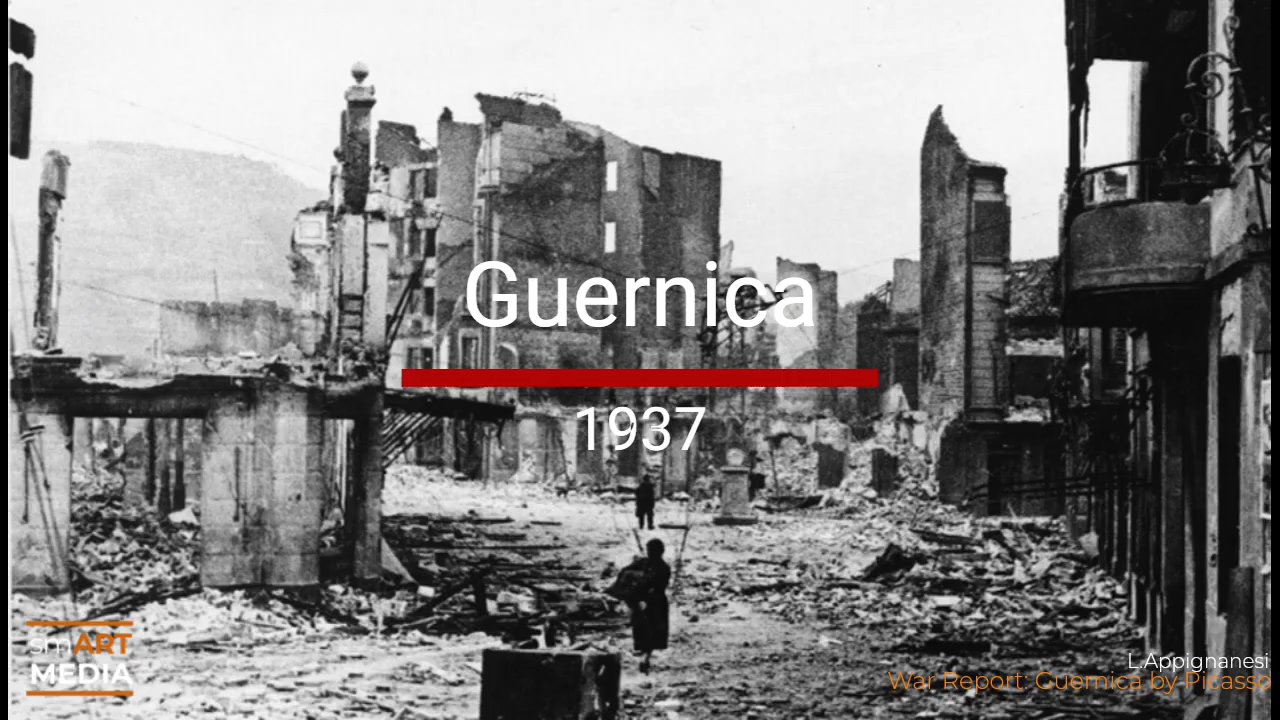 Guernica
1937
smART
MEDIA
L.Appignanesi
War Report: Guernica by Picasso